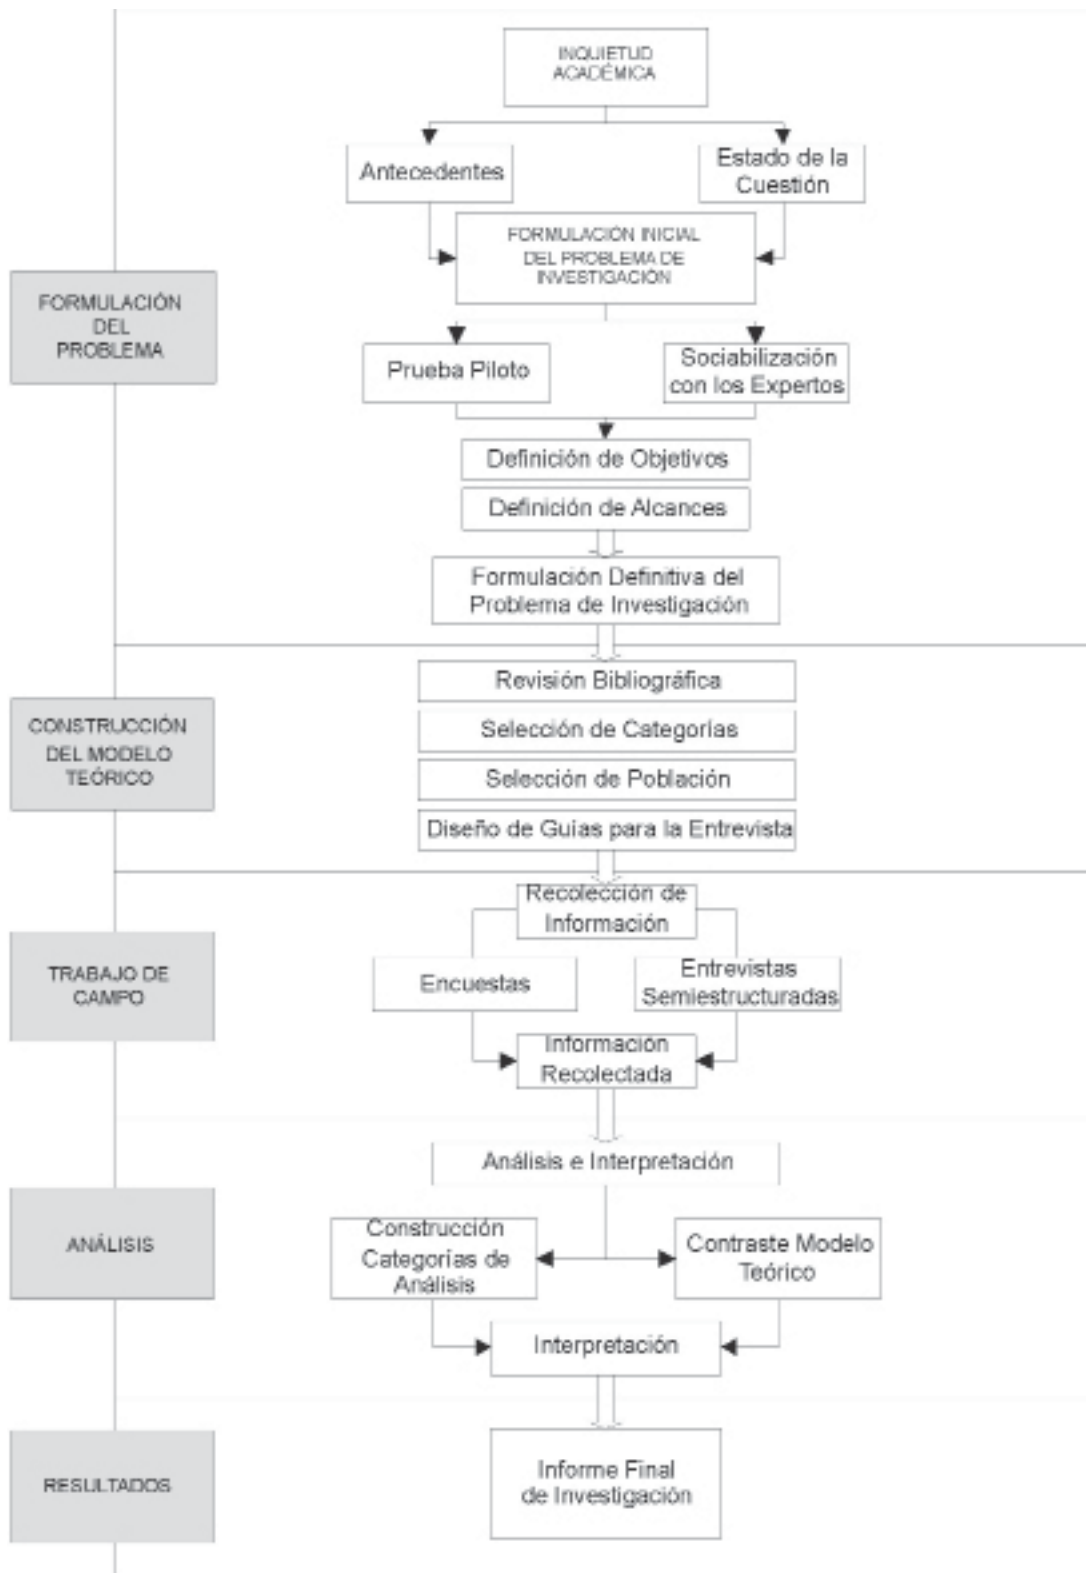 INQUIETUD
ACADÉMICA
Antecedentes
Estado de la
Cuestión
FORMULACIÓN INICIAL
DEL PROBLEMA DE
INVESTIGACIÓN
FORMULACIÓN
DEL
PROBLEMA
Prueba Piloto
Sociabilización
con los Expertos
Definición de Objetivos
Definición de Alcances
Formulación Definitiva del
Problema de Investigación
CONSTRUCCIÓN
DEL MODELO
TEÓRICO
Revisión Bibliográfica
Selección de Categorías
Selección de Población
Diseño de Guías para la Entrevista
TRABAJO DE
CAMPO
Recolección de
Información
Encuestas
Entrevistas
Semiestructuradas
Información
Recolectada
ANÁLISIS
Análisis e Interpretación
Construcción
Categorías de
Análisis
Contraste Modelo
Teórico
Interpretación
RESULTADOS
Informe Final
de Investigación